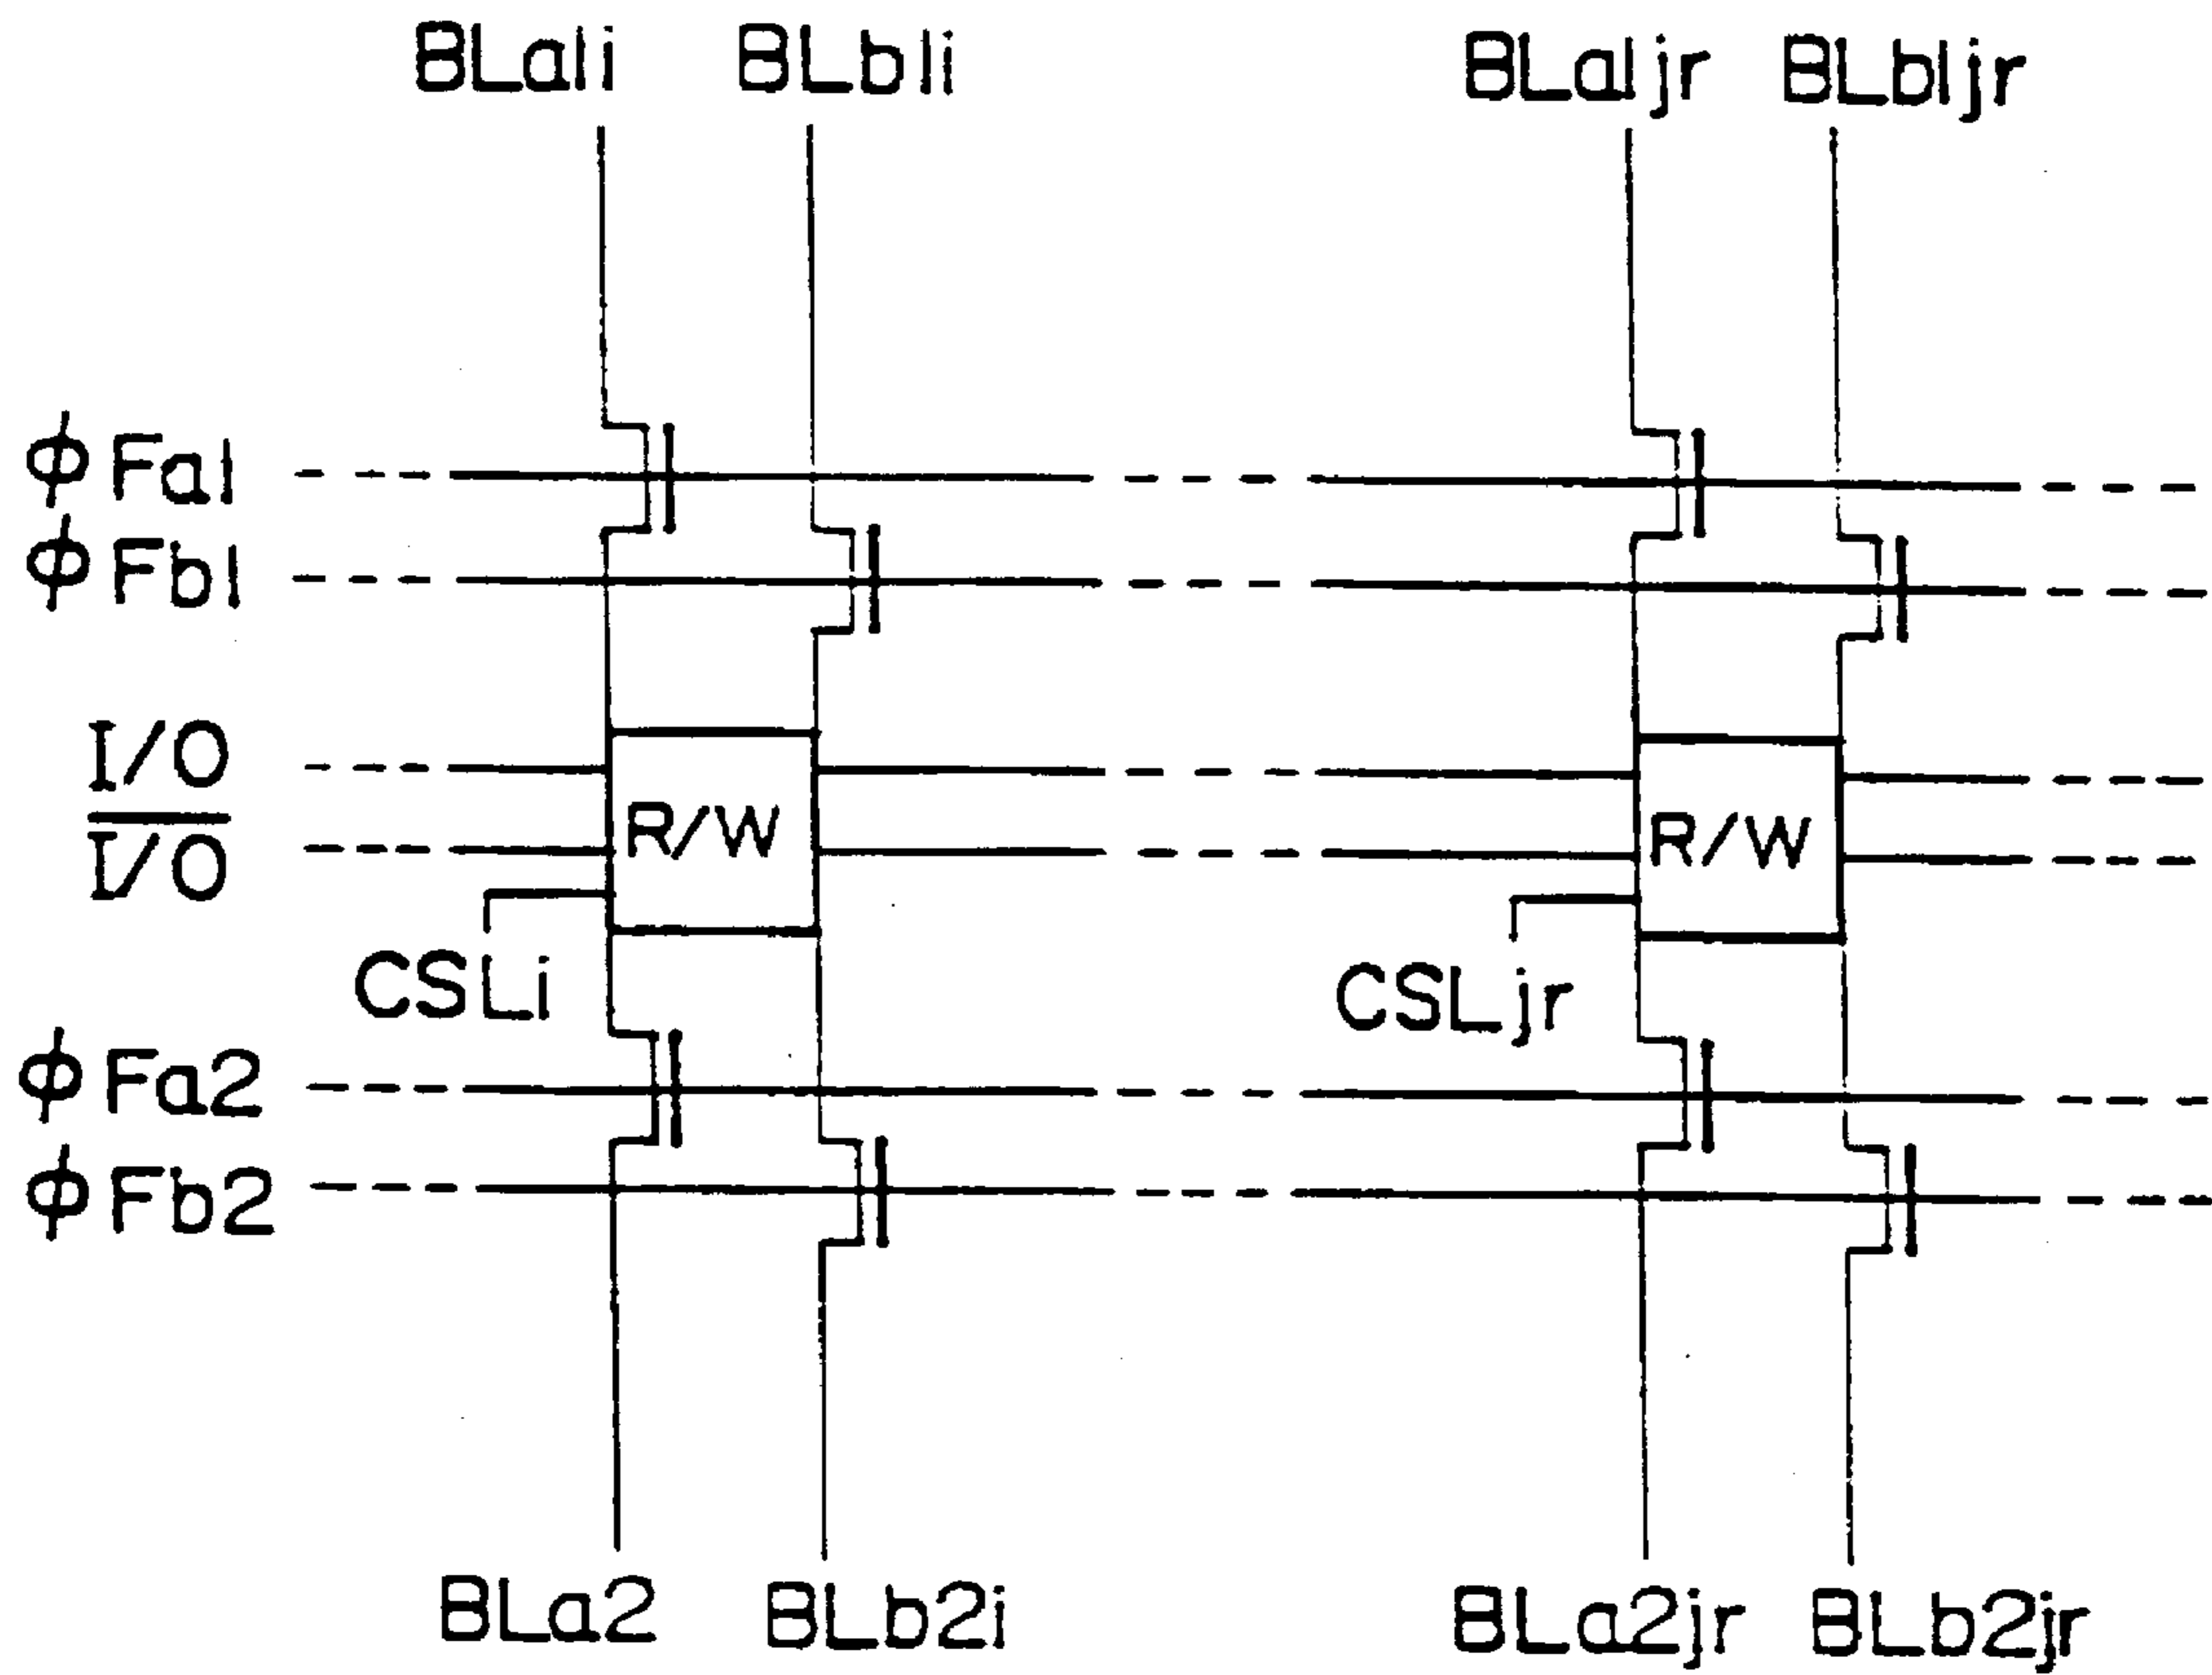 BLa1i BLb1i BLa1jr BLb1jr
ϕFa1
ϕFb1
I/O
I/O
R/W R/W
CSLi CSLjr
ϕFa2
ϕFb2
BLa2 BLb2i BLa2jr BLb2jr